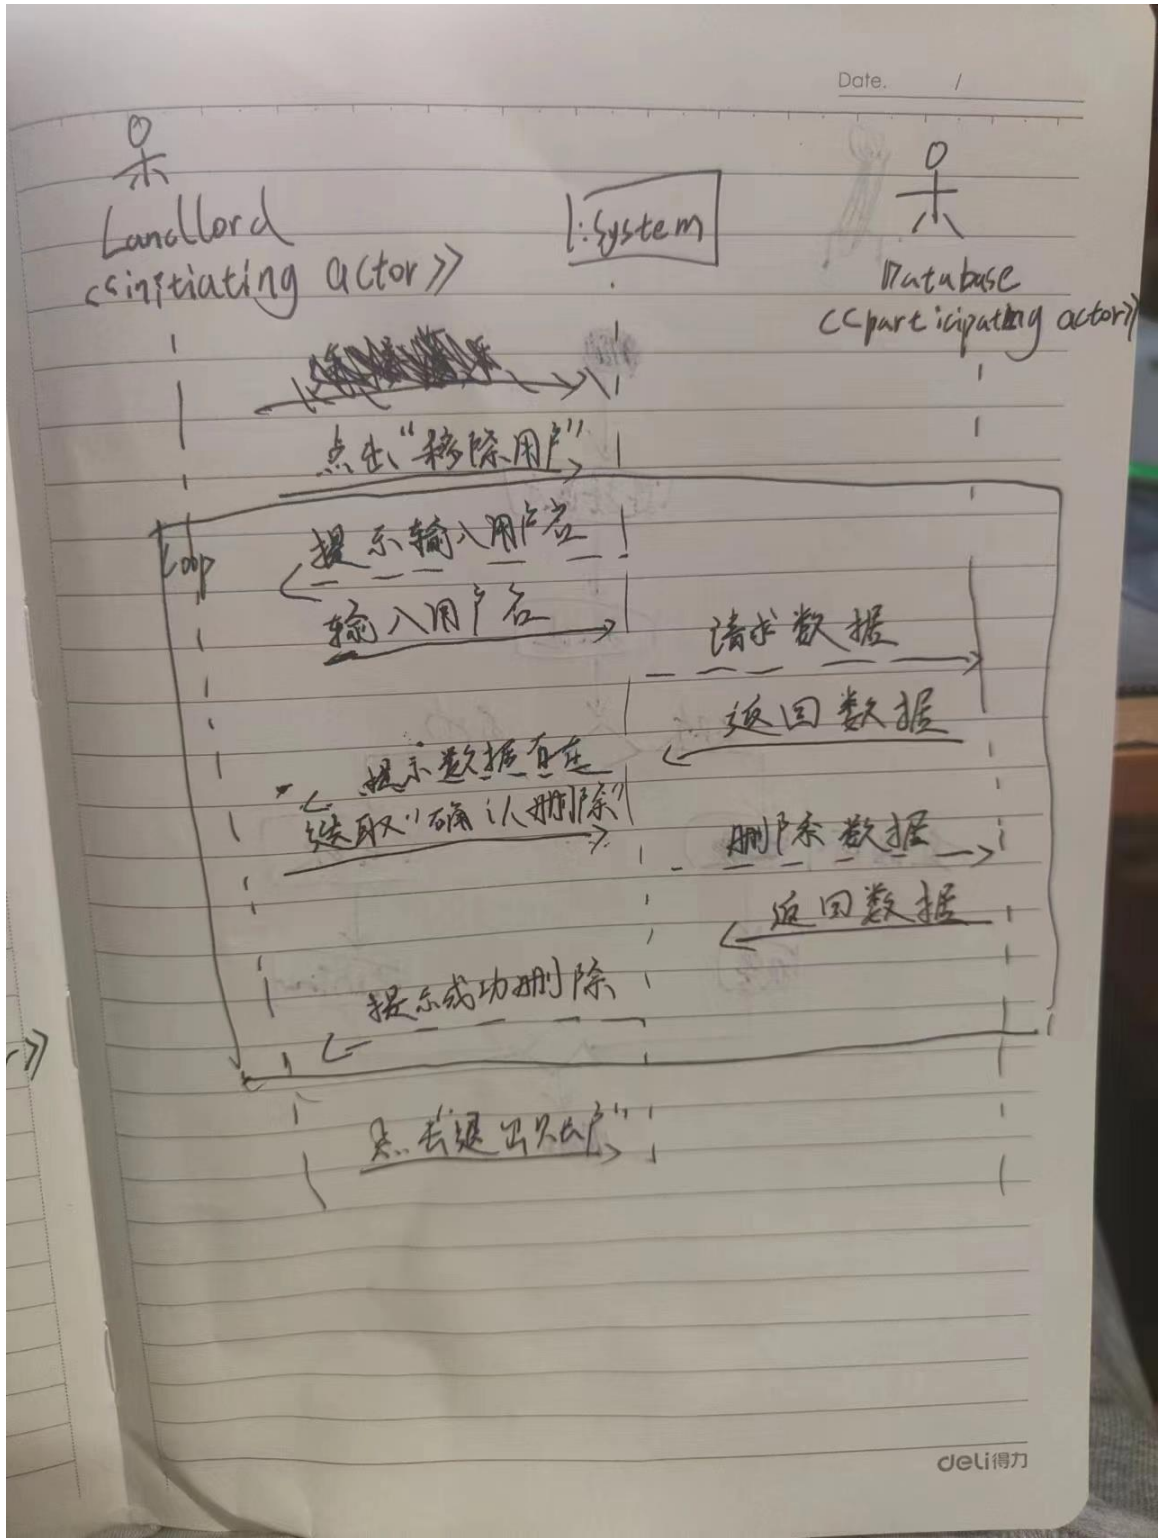 Date. /
Landlord
<<initiating actor>>
:System
Database
<<participating actor>>
点击“移除用户”
Loop
提示输入用户名
输入用户名
请求数据
返回数据
提示数据存在
选取“确认删除”
删除数据
返回数据
提示成功删除
点击“退出账户”
deli得力